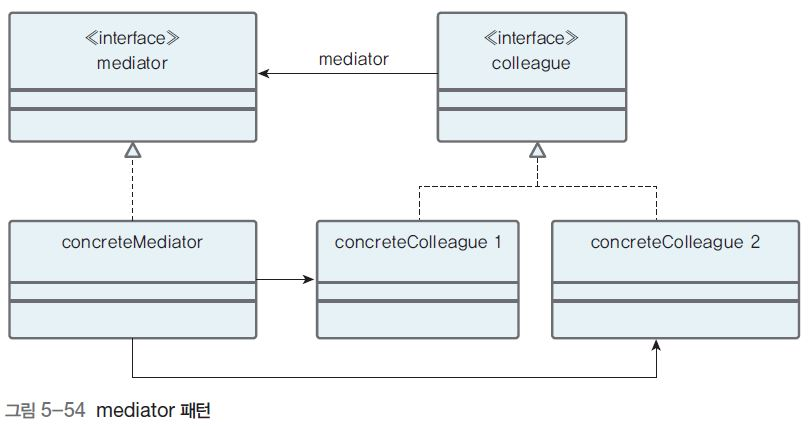 ≪interface≫
mediator
mediator
≪interface≫
colleague
concreteMediator
concreteColleague 1
concreteColleague 2
그림 5-54 mediator 패턴